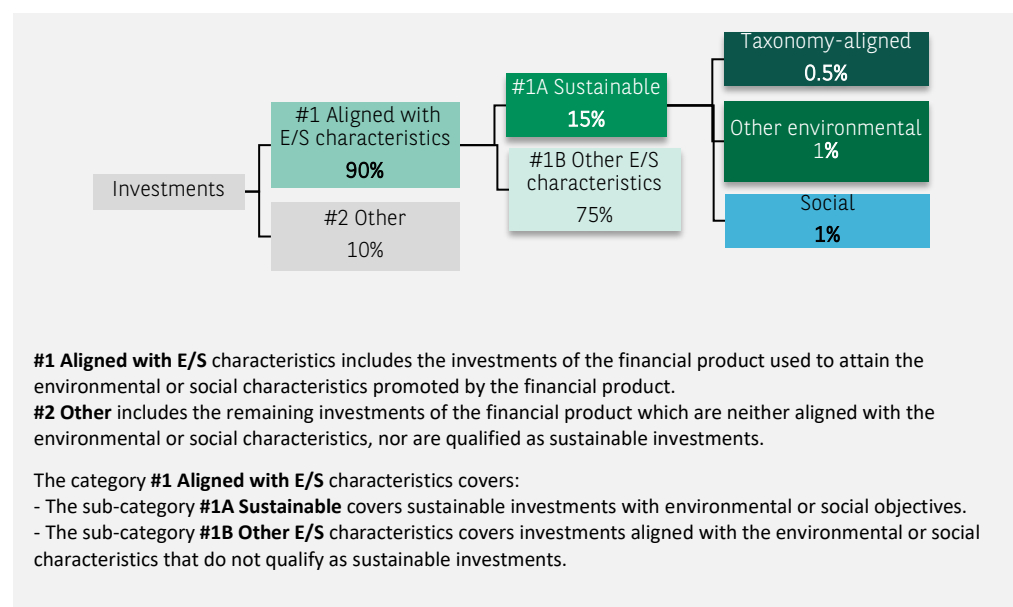 Investments
#1 Aligned with
E/S characteristics
90%
#2 Other
10%
#1A Sustainable
15%
#1B Other E/S
characteristics
75%
Taxonomy-aligned
0.5%
Other environmental
1%
Social
1%
#1 Aligned with E/S characteristics includes the investments of the financial product used to attain the
environmental or social characteristics promoted by the financial product.
#2 Other includes the remaining investments of the financial product which are neither aligned with the
environmental or social characteristics, nor are qualified as sustainable investments.
The category #1 Aligned with E/S characteristics covers:
- The sub-category #1A Sustainable covers sustainable investments with environmental or social objectives.
- The sub-category #1B Other E/S characteristics covers investments aligned with the environmental or social
characteristics that do not qualify as sustainable investments.